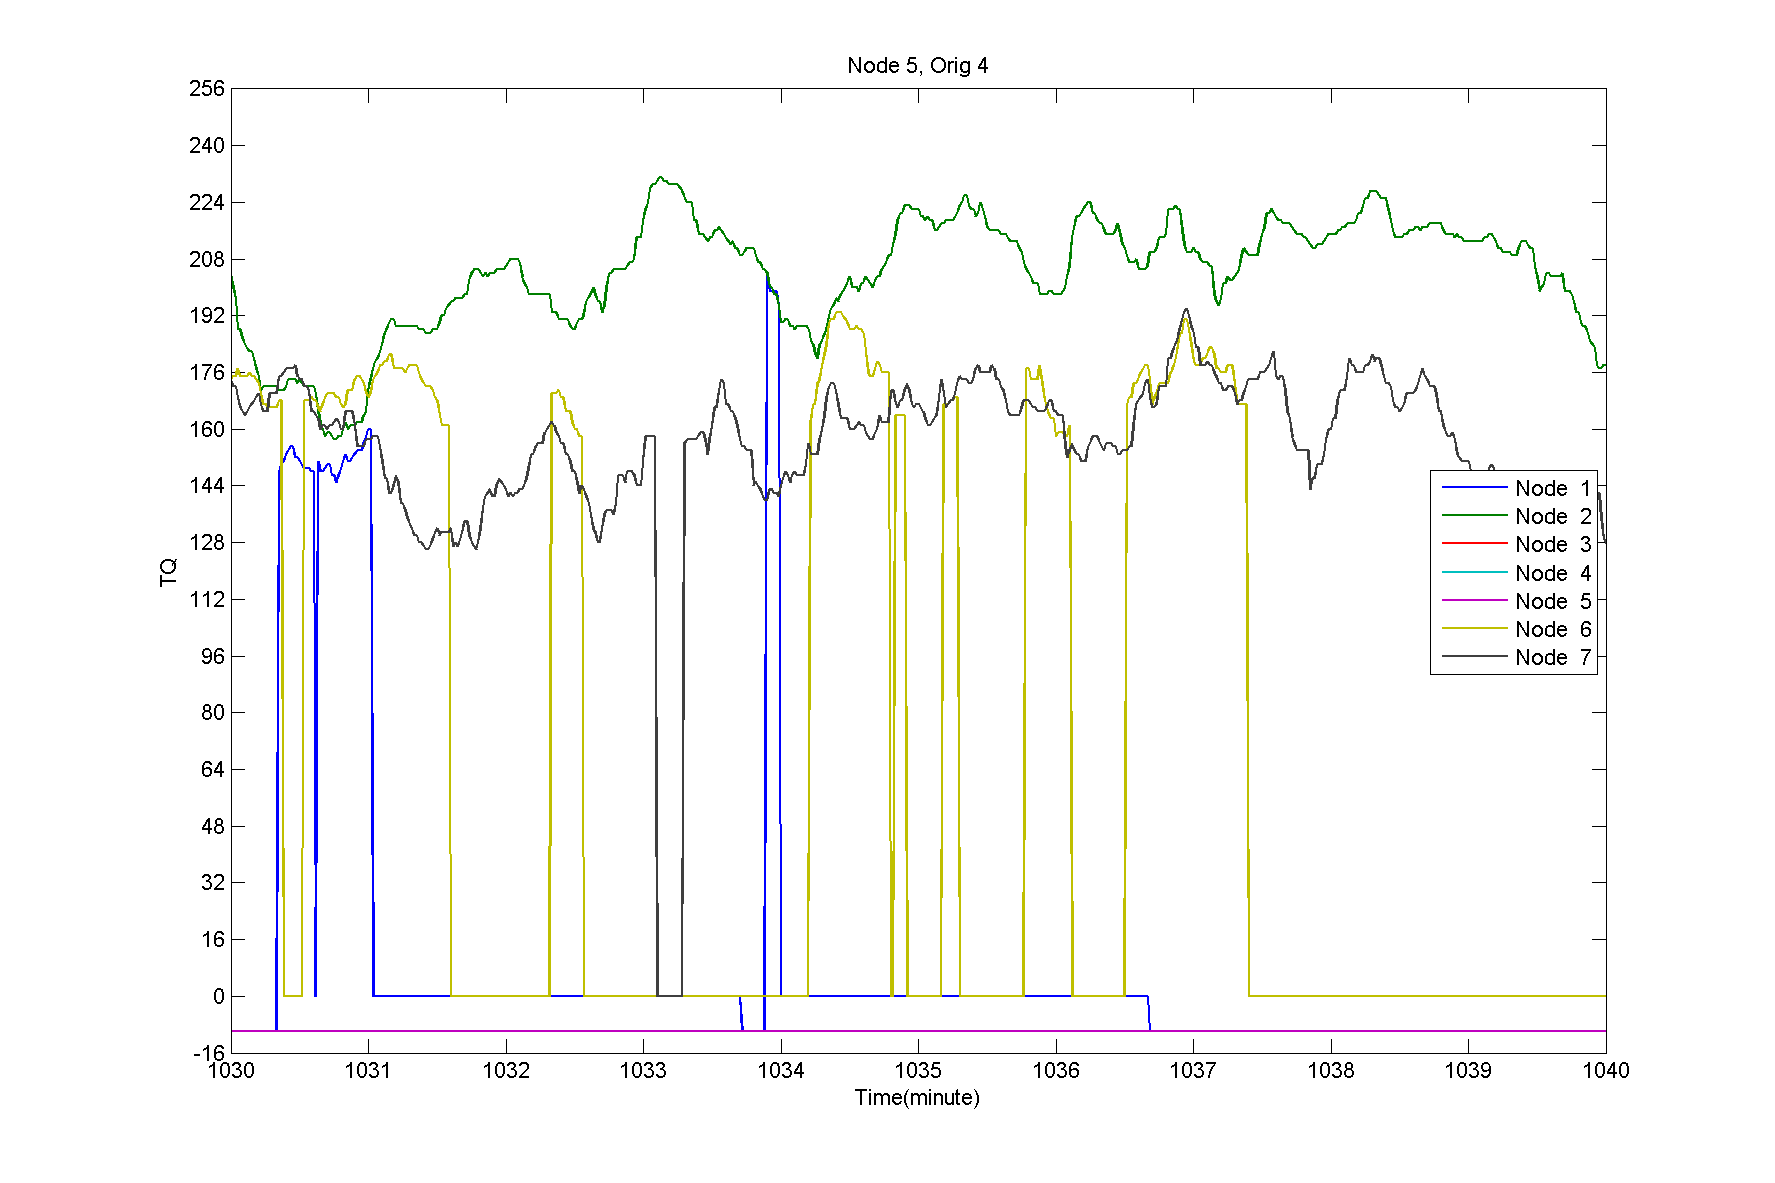 Node 5, Orig 4
256
240
224
208
192
176
160
144
128
112
96
80
64
48
32
16
0
-16
TQ
Node 1
Node 2
Node 3
Node 4
Node 5
Node 6
Node 7
1030 1031 1032 1033 1034 1035 1036 1037 1038 1039 1040
Time(minute)